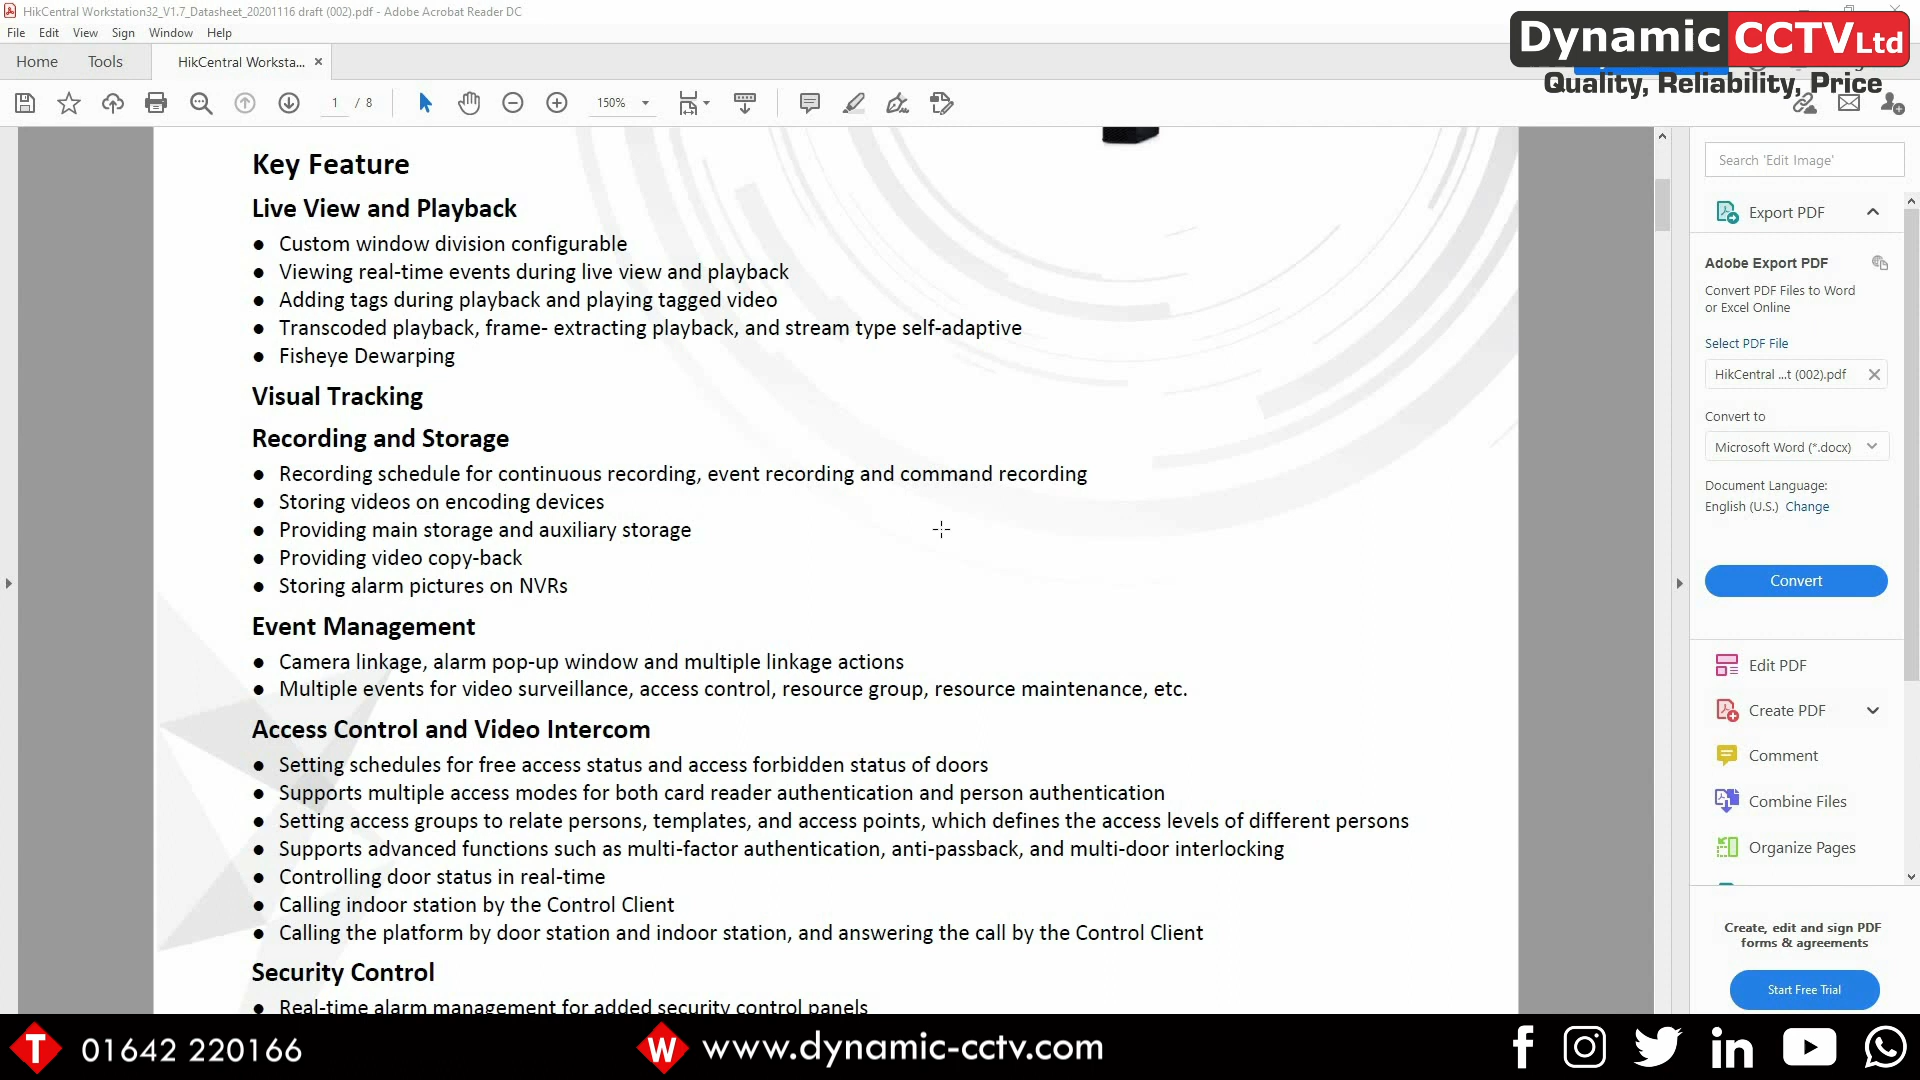 HikCentral Workstation32_V1.7_Datasheet_20201116 draft (002).pdf - Adobe Acrobat Reader DC
File Edit View Sign Window Help
Home Tools HikCentral Worksta... ×
1 / 8 150%
Dynamic CCTV Ltd
Quality, Reliability, Price
Key Feature
Live View and Playback
● Custom window division configurable
● Viewing real-time events during live view and playback
● Adding tags during playback and playing tagged video
● Transcoded playback, frame- extracting playback, and stream type self-adaptive
● Fisheye Dewarping
Visual Tracking
Recording and Storage
● Recording schedule for continuous recording, event recording and command recording
● Storing videos on encoding devices
● Providing main storage and auxiliary storage
● Providing video copy-back
● Storing alarm pictures on NVRs
Event Management
● Camera linkage, alarm pop-up window and multiple linkage actions
● Multiple events for video surveillance, access control, resource group, resource maintenance, etc.
Access Control and Video Intercom
● Setting schedules for free access status and access forbidden status of doors
● Supports multiple access modes for both card reader authentication and person authentication
● Setting access groups to relate persons, templates, and access points, which defines the access levels of different persons
● Supports advanced functions such as multi-factor authentication, anti-passback, and multi-door interlocking
● Controlling door status in real-time
● Calling indoor station by the Control Client
● Calling the platform by door station and indoor station, and answering the call by the Control Client
Security Control
● Real-time alarm management for added security control panels
Search 'Edit Image'
Export PDF
Adobe Export PDF
Convert PDF Files to Word
or Excel Online
Select PDF File
HikCentral ...t (002).pdf
Convert to
Microsoft Word (*.docx)
Document Language:
English (U.S.) Change
Convert
Edit PDF
Create PDF
Comment
Combine Files
Organize Pages
Create, edit and sign PDF
forms & agreements
Start Free Trial
T 01642 220166
W www.dynamic-cctv.com